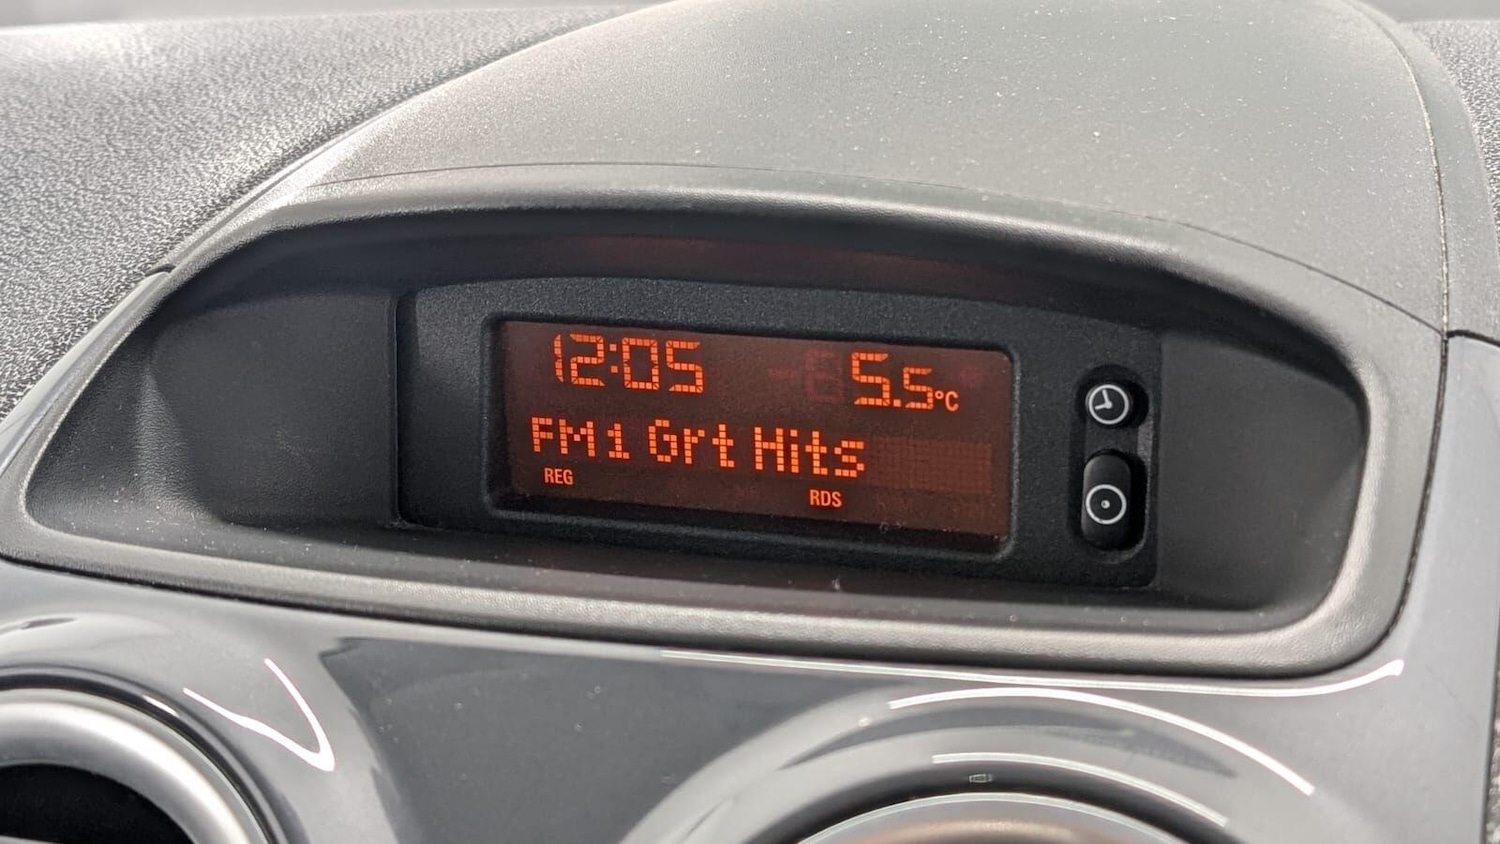 12:05 5.5°C
FM1 Grt Hits
REG RDS